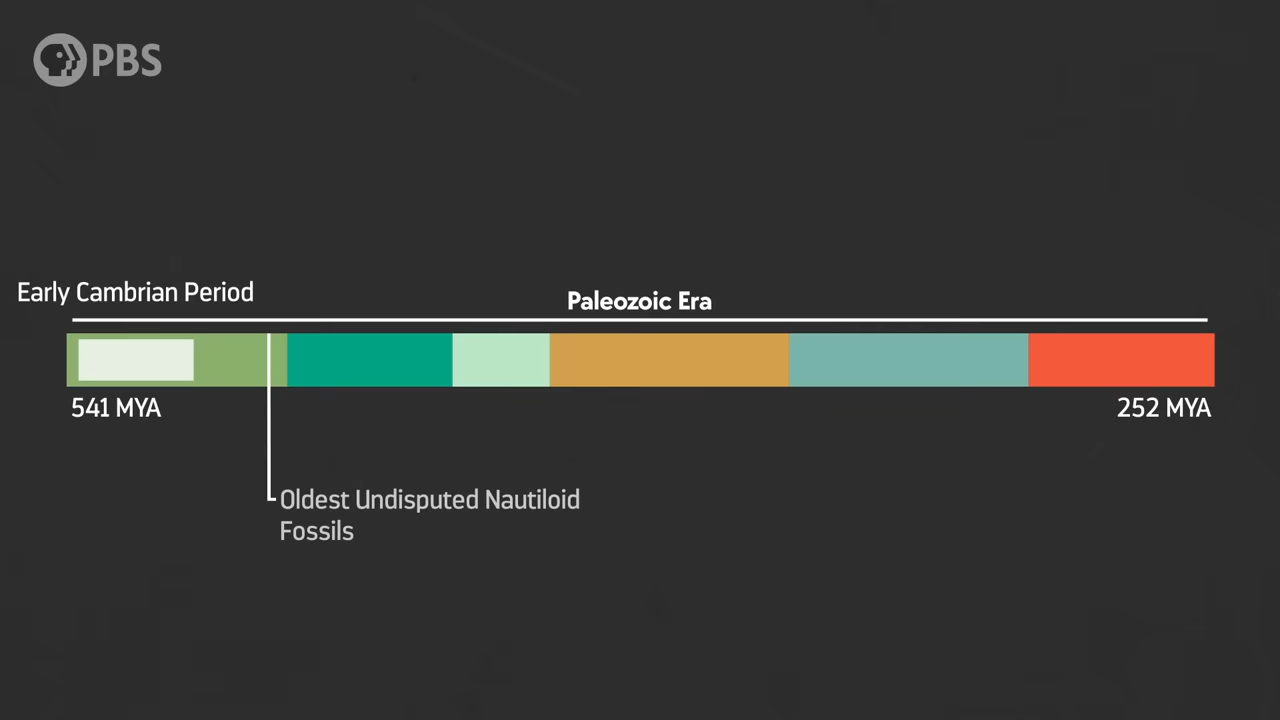 PBS
Early Cambrian Period
Paleozoic Era
541 MYA
252 MYA
Oldest Undisputed Nautiloid
Fossils